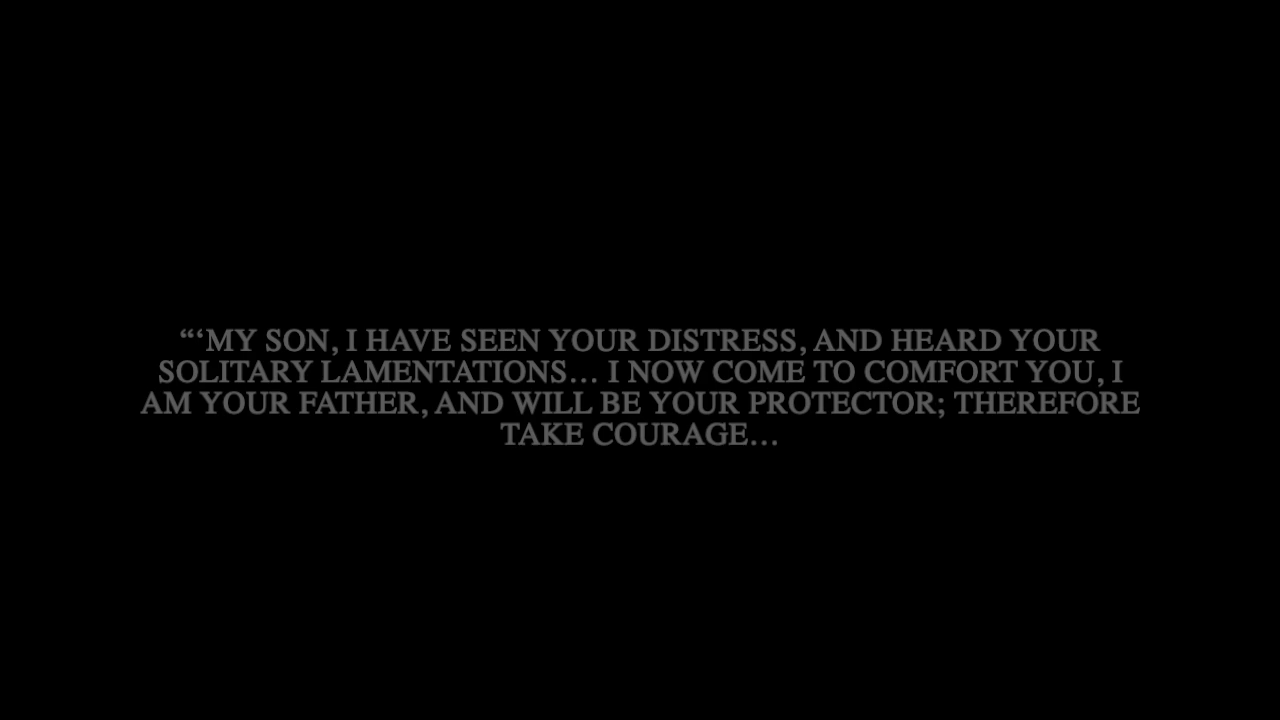 “‘MY SON, I HAVE SEEN YOUR DISTRESS, AND HEARD YOUR
SOLITARY LAMENTATIONS… I NOW COME TO COMFORT YOU, I
AM YOUR FATHER, AND WILL BE YOUR PROTECTOR; THEREFORE
TAKE COURAGE…